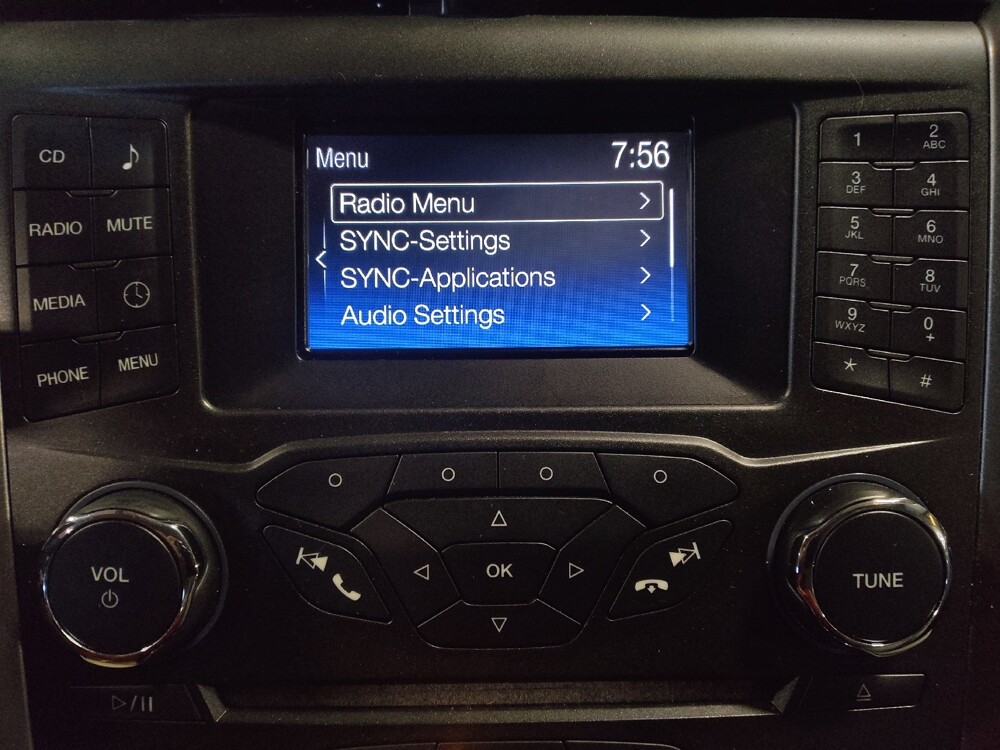 Menu 7:56
Radio Menu
SYNC-Settings
SYNC-Applications
Audio Settings
CD
RADIO MUTE
MEDIA
PHONE MENU
1 2 ABC
3 DEF 4 GHI
5 JKL 6 MNO
7 PQRS 8 TUV
9 WXYZ 0 +
* #
OK
VOL
TUNE